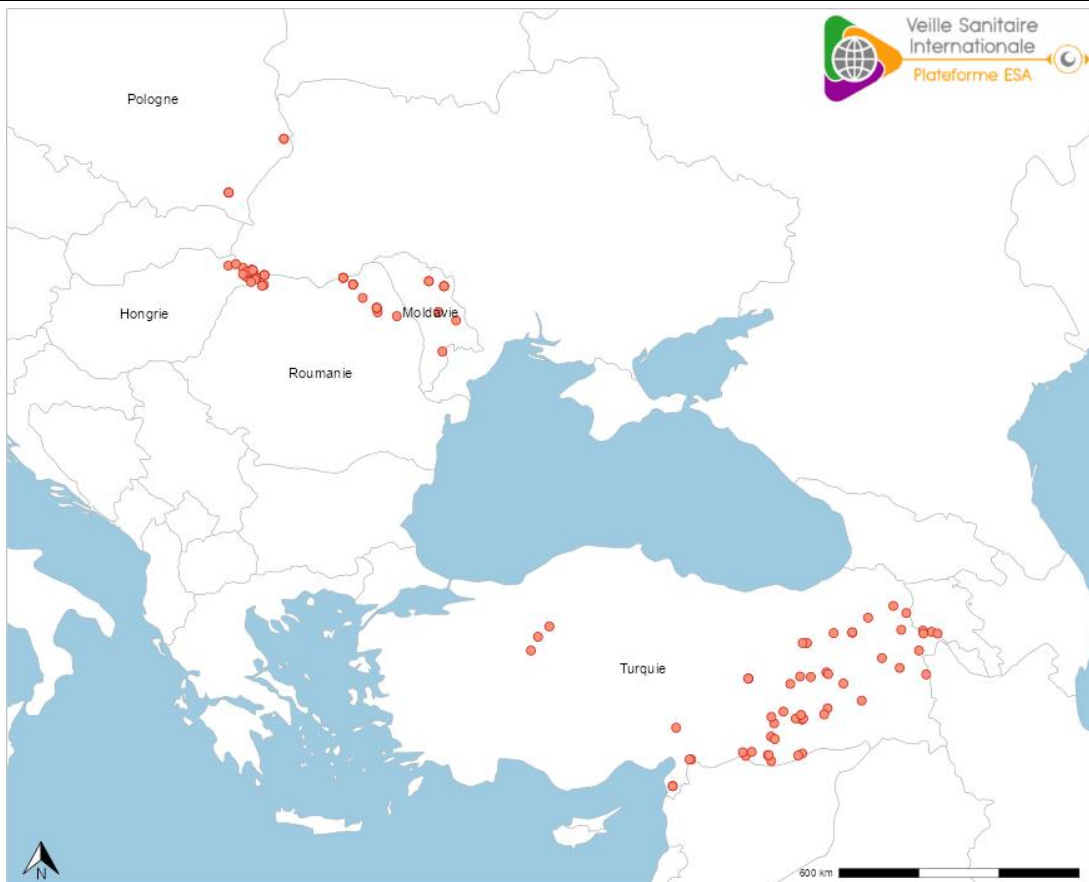 Veille Sanitaire
Internationale
Plateforme ESA
Pologne
Hongrie
Moldavie
Roumanie
Turquie
N
600 km